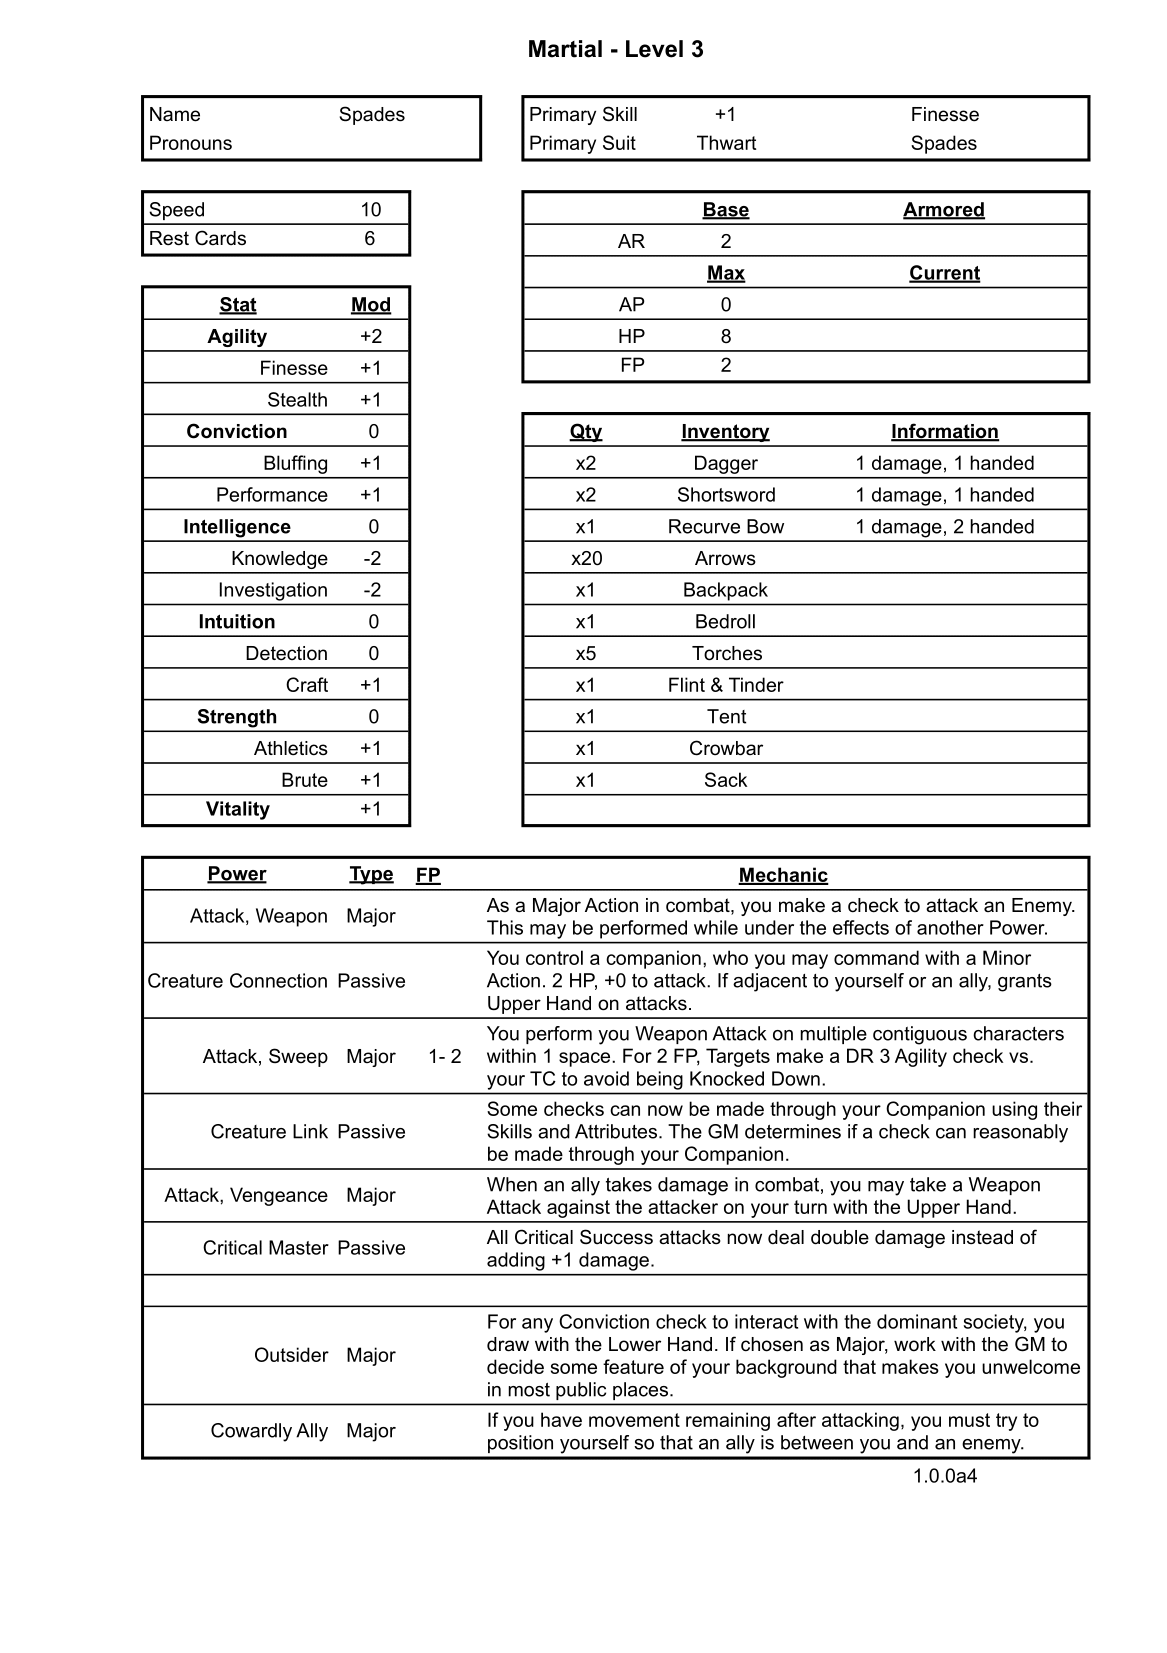 Martial - Level 3
Name Spades
Pronouns
Primary Skill +1 Finesse
Primary Suit Thwart Spades
Speed 10
Rest Cards 6
Base Armored
AR 2
Max Current
AP 0
HP 8
FP 2
Stat Mod
Agility +2
Finesse +1
Stealth +1
Conviction 0
Bluffing +1
Performance +1
Intelligence 0
Knowledge -2
Investigation -2
Intuition 0
Detection 0
Craft +1
Strength 0
Athletics +1
Brute +1
Vitality +1
Qty Inventory Information
x2 Dagger 1 damage, 1 handed
x2 Shortsword 1 damage, 1 handed
x1 Recurve Bow 1 damage, 2 handed
x20 Arrows
x1 Backpack
x1 Bedroll
x5 Torches
x1 Flint & Tinder
x1 Tent
x1 Crowbar
x1 Sack
Power Type FP Mechanic
Attack, Weapon Major
As a Major Action in combat, you make a check to attack an Enemy.
This may be performed while under the effects of another Power.
Creature Connection Passive
You control a companion, who you may command with a Minor
Action. 2 HP, +0 to attack. If adjacent to yourself or an ally, grants
Upper Hand on attacks.
Attack, Sweep Major 1- 2
You perform you Weapon Attack on multiple contiguous characters
within 1 space. For 2 FP, Targets make a DR 3 Agility check vs.
your TC to avoid being Knocked Down.
Creature Link Passive
Some checks can now be made through your Companion using their
Skills and Attributes. The GM determines if a check can reasonably
be made through your Companion.
Attack, Vengeance Major
When an ally takes damage in combat, you may take a Weapon
Attack against the attacker on your turn with the Upper Hand.
Critical Master Passive
All Critical Success attacks now deal double damage instead of
adding +1 damage.
Outsider Major
For any Conviction check to interact with the dominant society, you
draw with the Lower Hand. If chosen as Major, work with the GM to
decide some feature of your background that makes you unwelcome
in most public places.
Cowardly Ally Major
If you have movement remaining after attacking, you must try to
position yourself so that an ally is between you and an enemy.
1.0.0a4